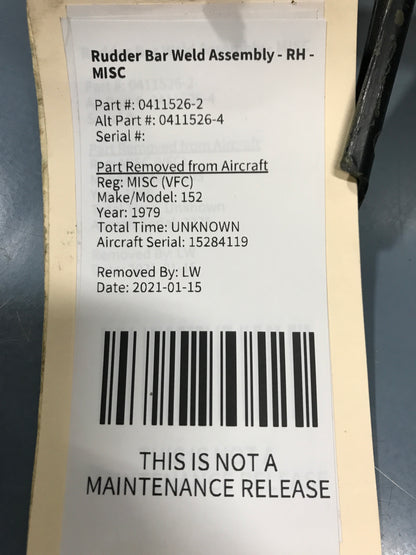 Rudder Bar Weld Assembly - RH -
MISC
Part #: 0411526-2
Alt Part #: 0411526-4
Serial #:
Part Removed from Aircraft
Reg: MISC (VFC)
Make/Model: 152
Year: 1979
Total Time: UNKNOWN
Aircraft Serial: 15284119
Removed By: LW
Date: 2021-01-15
THIS IS NOT A
MAINTENANCE RELEASE